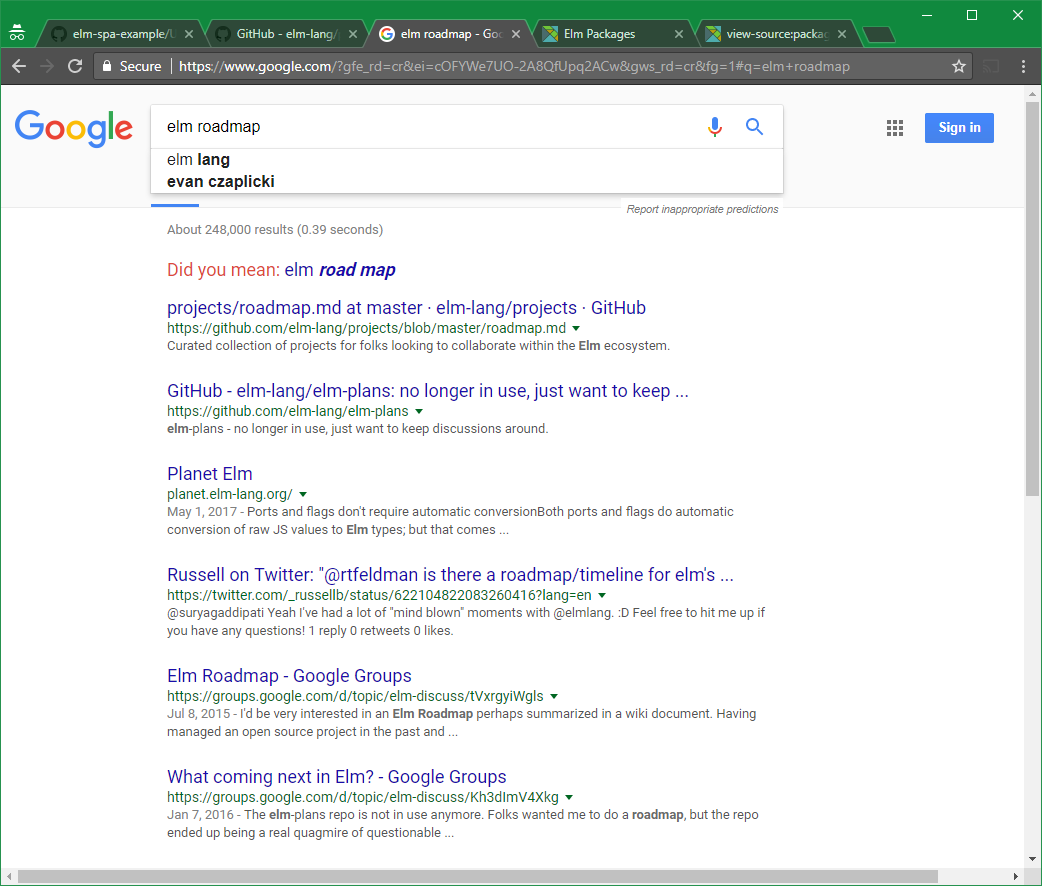 elm-spa-example/U
GitHub - elm-lang/p
elm roadmap - Goo
Elm Packages
view-source:packag
Secure
https://www.google.com/?gfe_rd=cr&ei=cOFYWe7UO-2A8QfUpq2ACw&gws_rd=cr&fg=1#q=elm+roadmap
Google
elm roadmap
Sign in
elm lang
evan czaplicki
Report inappropriate predictions
About 248,000 results (0.39 seconds)
Did you mean: elm road map
projects/roadmap.md at master · elm-lang/projects · GitHub
https://github.com/elm-lang/projects/blob/master/roadmap.md
Curated collection of projects for folks looking to collaborate within the Elm ecosystem.
GitHub - elm-lang/elm-plans: no longer in use, just want to keep ...
https://github.com/elm-lang/elm-plans
elm-plans - no longer in use, just want to keep discussions around.
Planet Elm
planet.elm-lang.org/
May 1, 2017 - Ports and flags don't require automatic conversionBoth ports and flags do automatic
conversion of raw JS values to Elm types; but that comes ...
Russell on Twitter: "@rtfeldman is there a roadmap/timeline for elm's ...
https://twitter.com/_russellb/status/622104822083260416?lang=en
@suryagaddipati Yeah I've had a lot of "mind blown" moments with @elmlang. :D Feel free to hit me up if
you have any questions! 1 reply 0 retweets 0 likes.
Elm Roadmap - Google Groups
https://groups.google.com/d/topic/elm-discuss/tVxrgyiWgls
Jul 8, 2015 - I'd be very interested in an Elm Roadmap perhaps summarized in a wiki document. Having
managed an open source project in the past and ...
What coming next in Elm? - Google Groups
https://groups.google.com/d/topic/elm-discuss/Kh3dImV4Xkg
Jan 7, 2016 - The elm-plans repo is not in use anymore. Folks wanted me to do a roadmap, but the repo
ended up being a real quagmire of questionable ...